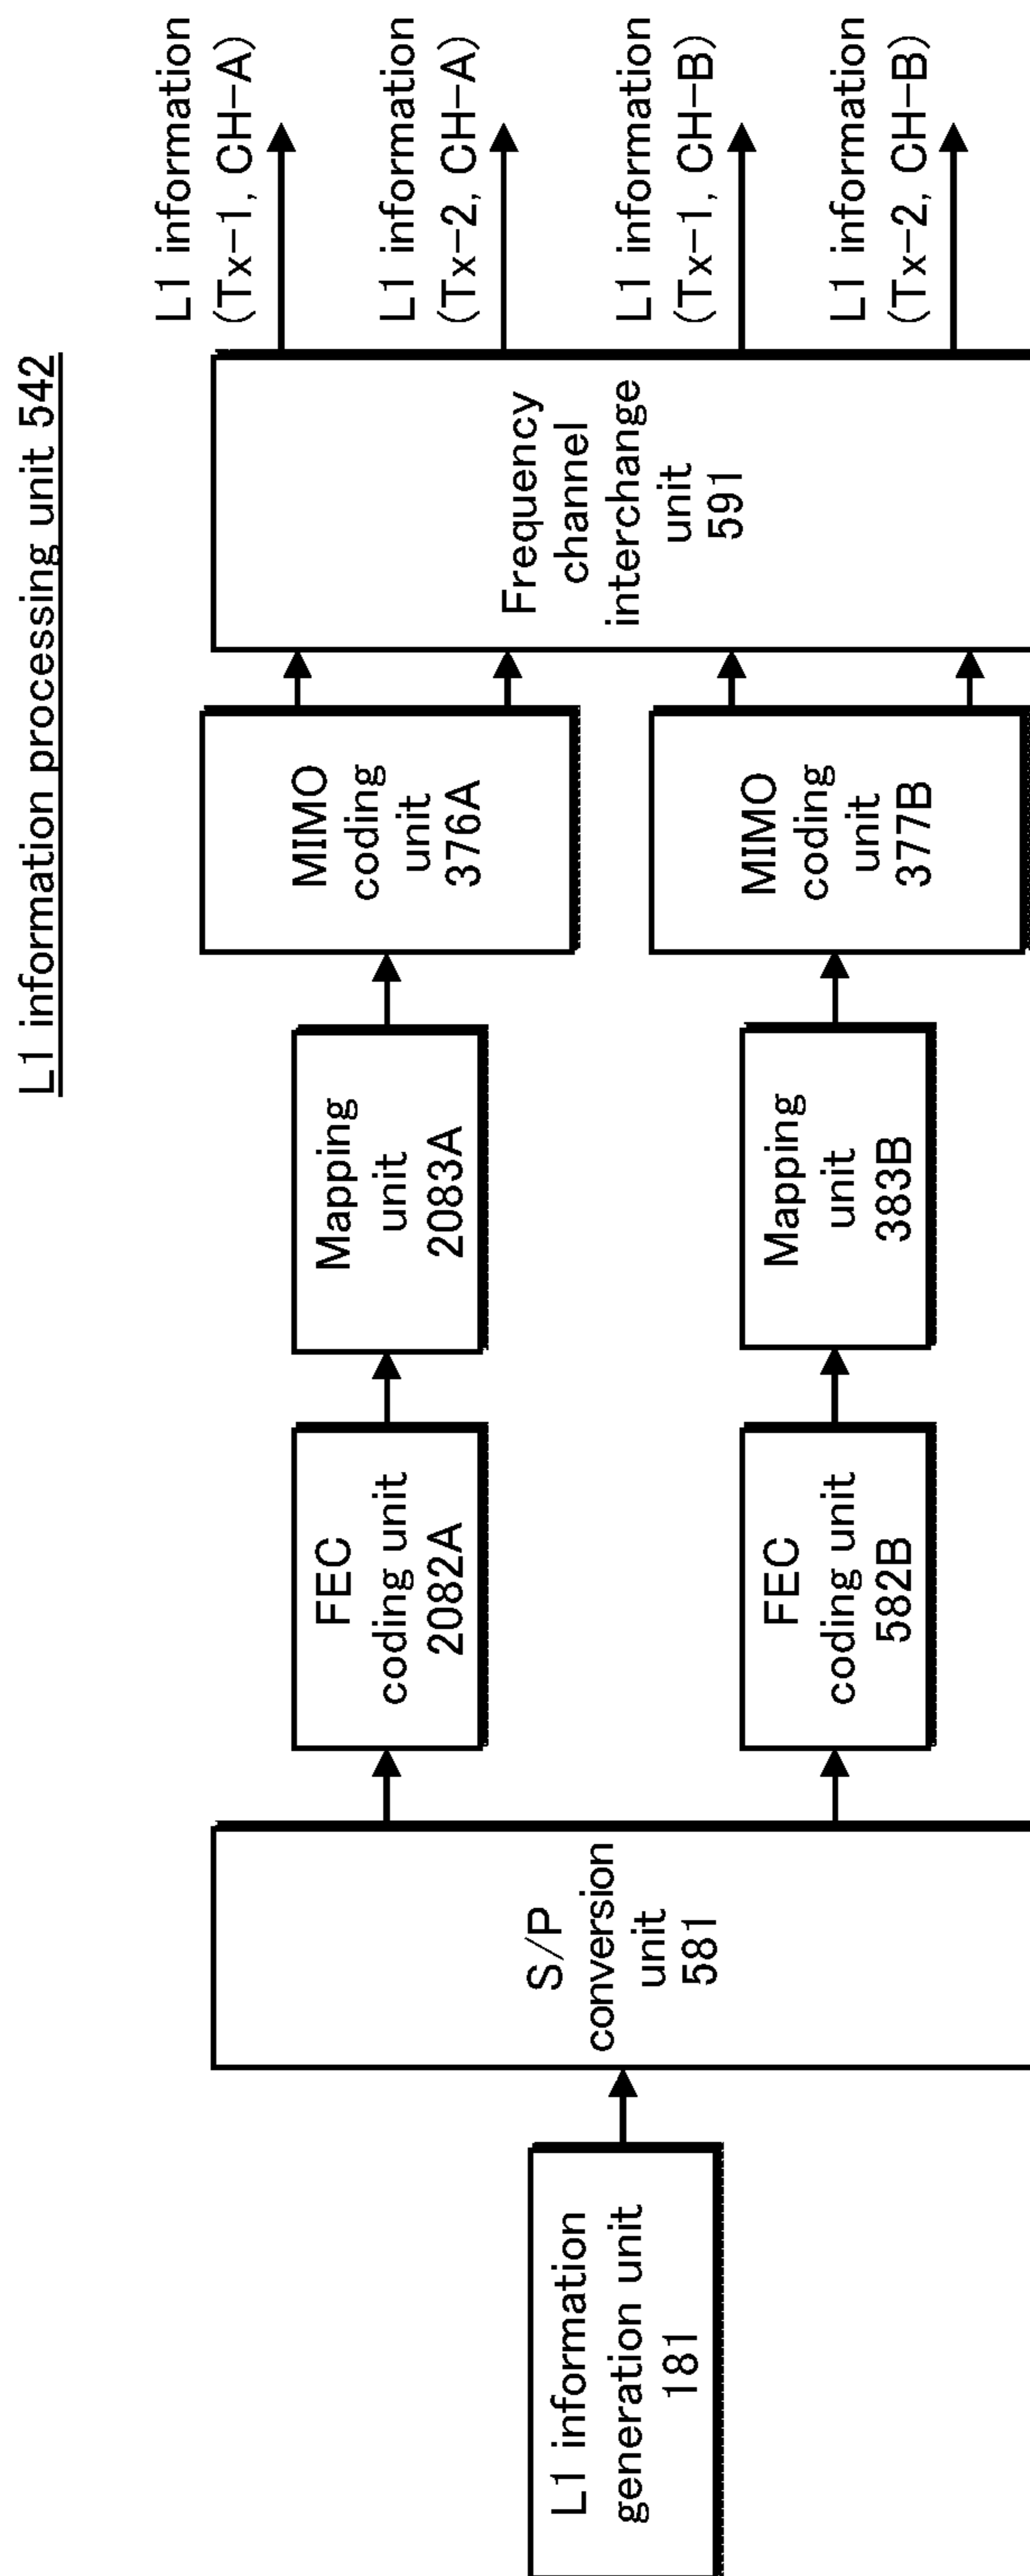 L1 information processing unit 542
L1 information
generation unit
181
S/P
conversion
unit
581
FEC
coding unit
2082A
Mapping
unit
2083A
MIMO
coding
unit
376A
FEC
coding unit
582B
Mapping
unit
383B
MIMO
coding
unit
377B
Frequency
channel
interchange
unit
591
L1 information
(Tx-1, CH-A)
L1 information
(Tx-2, CH-A)
L1 information
(Tx-1, CH-B)
L1 information
(Tx-2, CH-B)